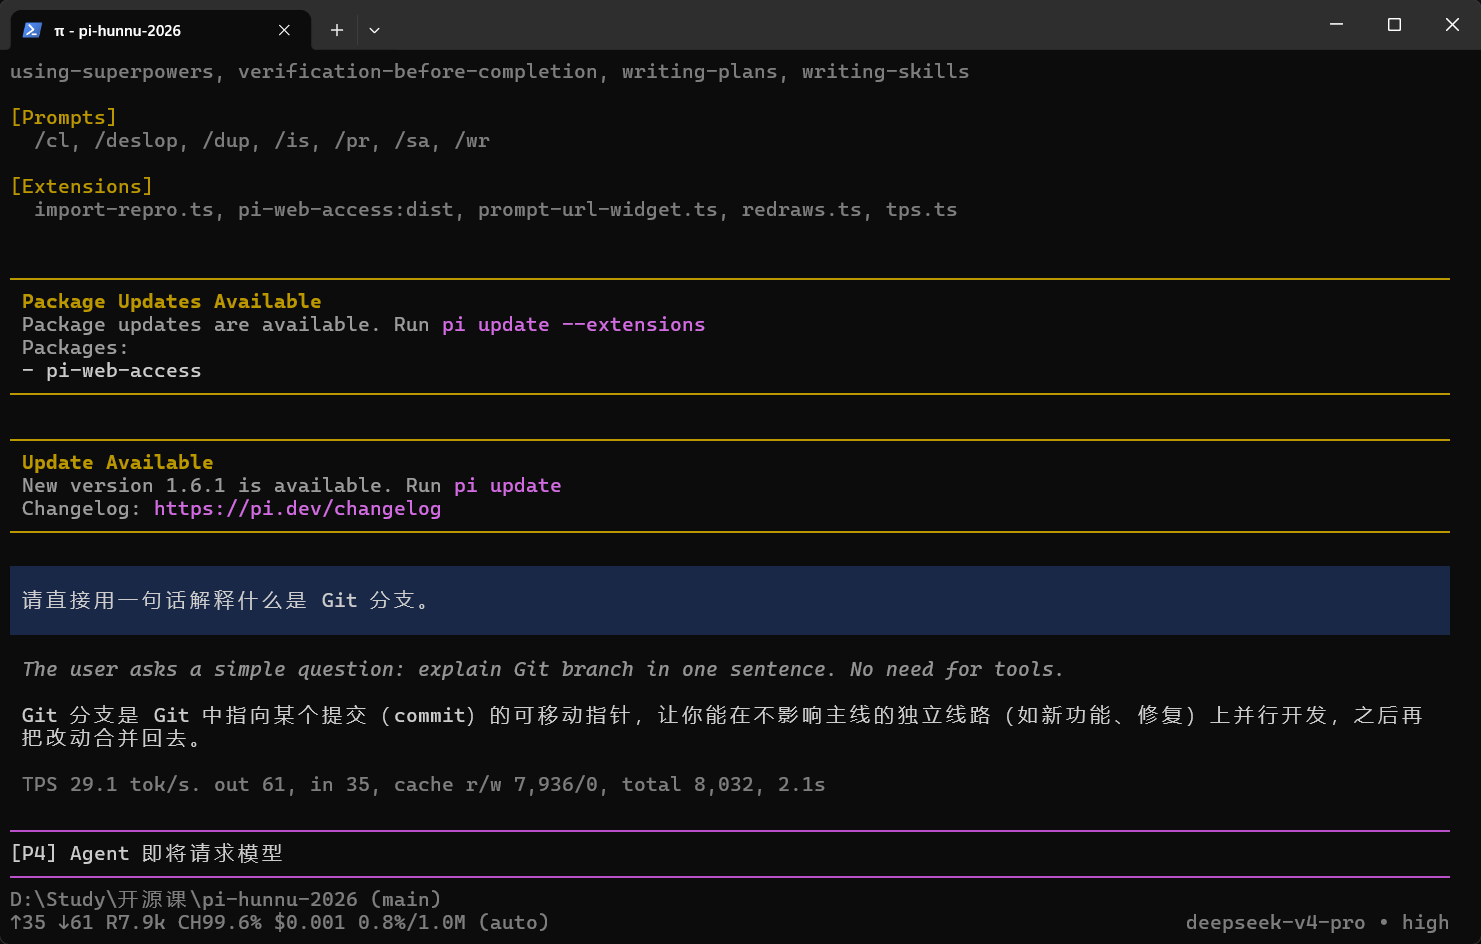 π - pi-hunnu-2026
using-superpowers, verification-before-completion, writing-plans, writing-skills
[Prompts]
/cl, /deslop, /dup, /is, /pr, /sa, /wr
[Extensions]
import-repro.ts, pi-web-access:dist, prompt-url-widget.ts, redraws.ts, tps.ts
Package Updates Available
Package updates are available. Run pi update --extensions
Packages:
- pi-web-access
Update Available
New version 1.6.1 is available. Run pi update
Changelog: https://pi.dev/changelog
请直接用一句话解释什么是 Git 分支。
The user asks a simple question: explain Git branch in one sentence. No need for tools.
Git 分支是 Git 中指向某个提交（commit）的可移动指针，让你能在不影响主线的独立线路（如新功能、修复）上并行开发，之后再
把改动合并回去。
TPS 29.1 tok/s. out 61, in 35, cache r/w 7,936/0, total 8,032, 2.1s
[P4] Agent 即将请求模型
D:\Study\开源课\pi-hunnu-2026 (main)
↑35 ↓61 R7.9k CH99.6% $0.001 0.8%/1.0M (auto) deepseek-v4-pro • high